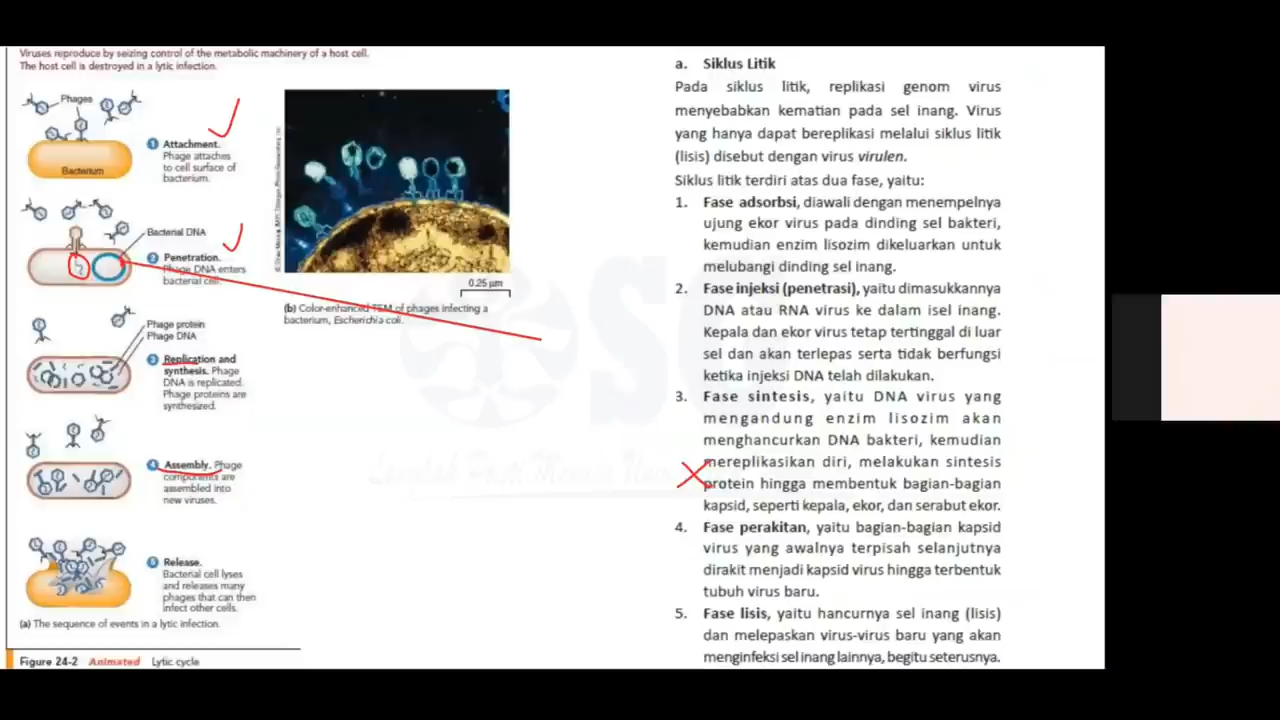 Viruses reproduce by seizing control of the metabolic machinery of a host cell.
The host cell is destroyed in a lytic infection.
Phages
Bacterium
1 Attachment.
Phage attaches
to cell surface of
bacterium.
Bacterial DNA
2 Penetration.
Phage DNA enters
bacterial cell.
Phage protein
Phage DNA
3 Replication and
synthesis. Phage
DNA is replicated.
Phage proteins are
synthesized.
4 Assembly. Phage
components are
assembled into
new viruses.
5 Release.
Bacterial cell lyses
and releases many
phages that can then
infect other cells.
(a) The sequence of events in a lytic infection.
Figure 24-2 Animated Lytic cycle
0.25 µm
(b) Color-enhanced TEM of phages infecting a
bacterium, Escherichia coli.
a. Siklus Litik
Pada siklus litik, replikasi genom virus
menyebabkan kematian pada sel inang. Virus
yang hanya dapat bereplikasi melalui siklus litik
(lisis) disebut dengan virus virulen.
Siklus litik terdiri atas dua fase, yaitu:
1. Fase adsorbsi, diawali dengan menempelnya
ujung ekor virus pada dinding sel bakteri,
kemudian enzim lisozim dikeluarkan untuk
melubangi dinding sel inang.
2. Fase injeksi (penetrasi), yaitu dimasukkannya
DNA atau RNA virus ke dalam isel inang.
Kepala dan ekor virus tetap tertinggal di luar
sel dan akan terlepas serta tidak berfungsi
ketika injeksi DNA telah dilakukan.
3. Fase sintesis, yaitu DNA virus yang
mengandung enzim lisozim akan
menghancurkan DNA bakteri, kemudian
mereplikasikan diri, melakukan sintesis
protein hingga membentuk bagian-bagian
kapsid, seperti kepala, ekor, dan serabut ekor.
4. Fase perakitan, yaitu bagian-bagian kapsid
virus yang awalnya terpisah selanjutnya
dirakit menjadi kapsid virus hingga terbentuk
tubuh virus baru.
5. Fase lisis, yaitu hancurnya sel inang (lisis)
dan melepaskan virus-virus baru yang akan
menginfeksi sel inang lainnya, begitu seterusnya.